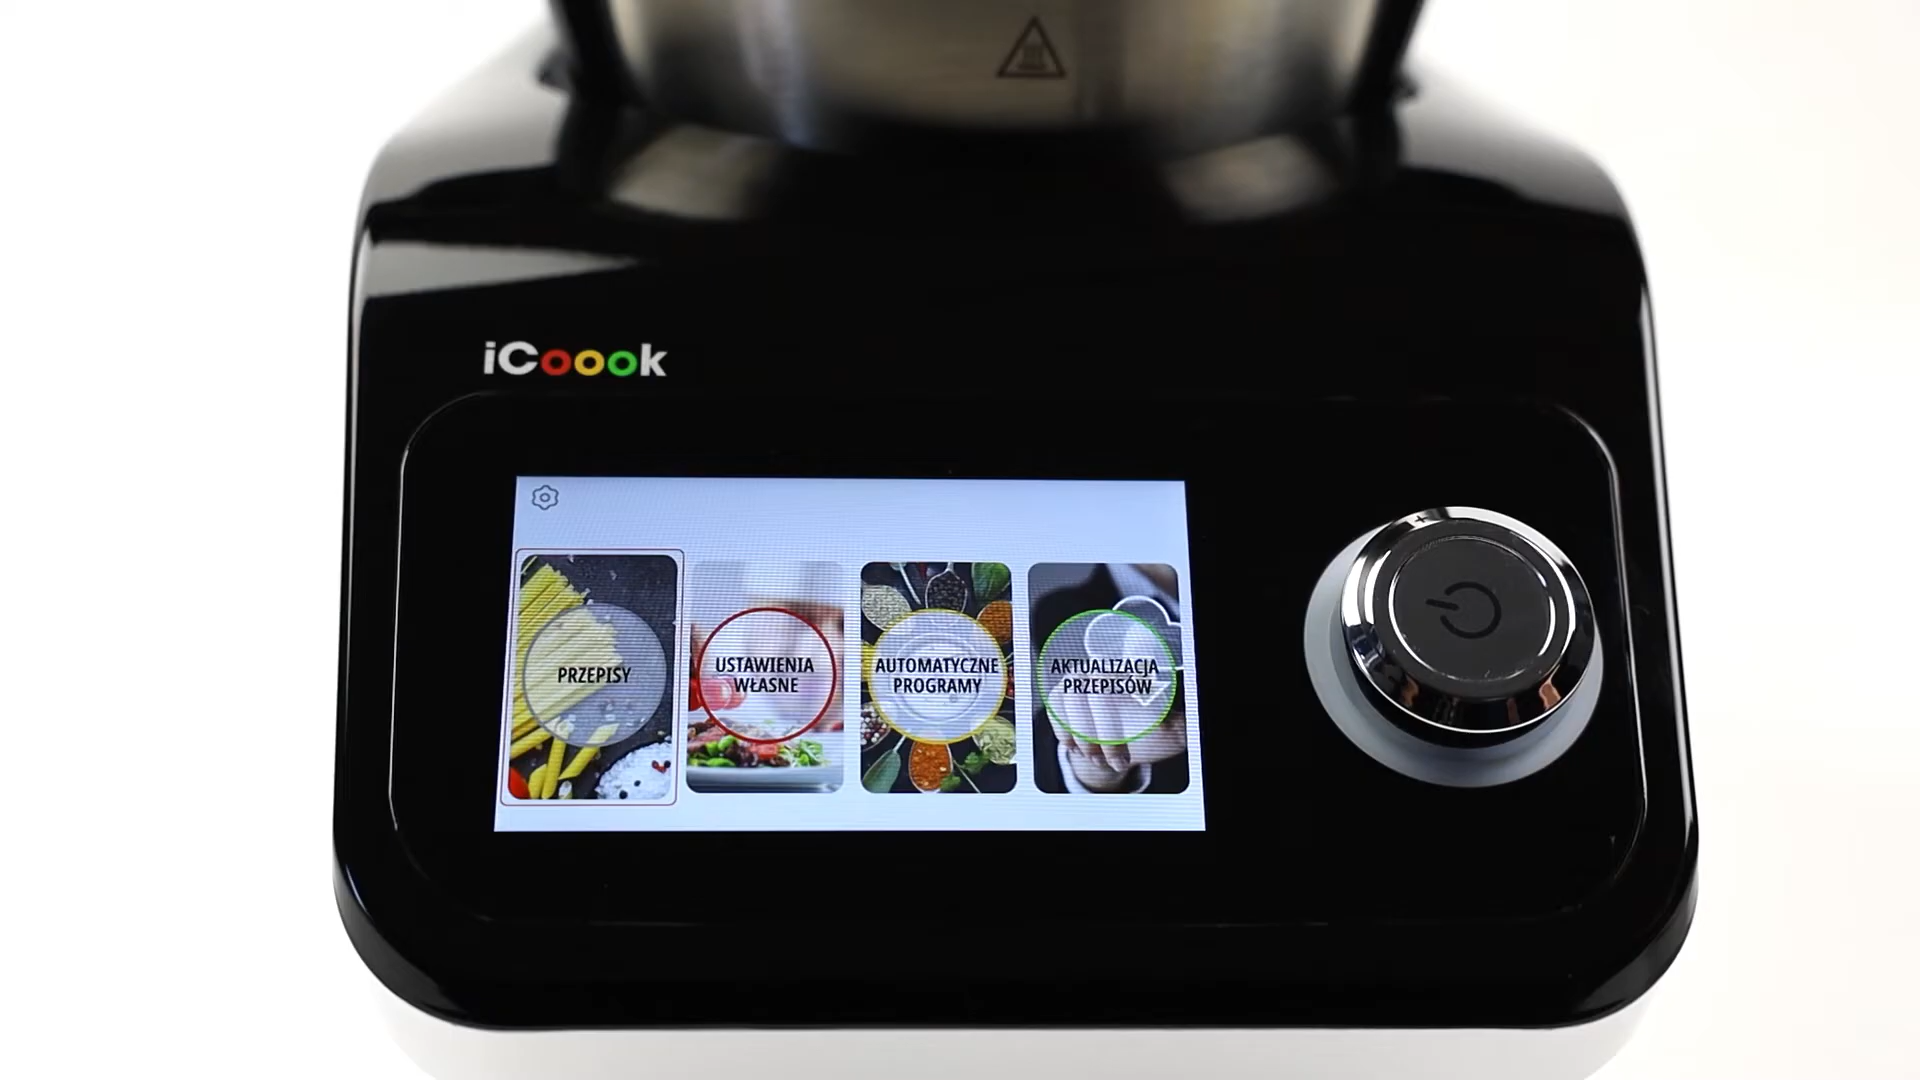 iCoook
PRZEPISY
USTAWIENIA
WŁASNE
AUTOMATYCZNE
PROGRAMY
AKTUALIZACJA
PRZEPISÓW
+